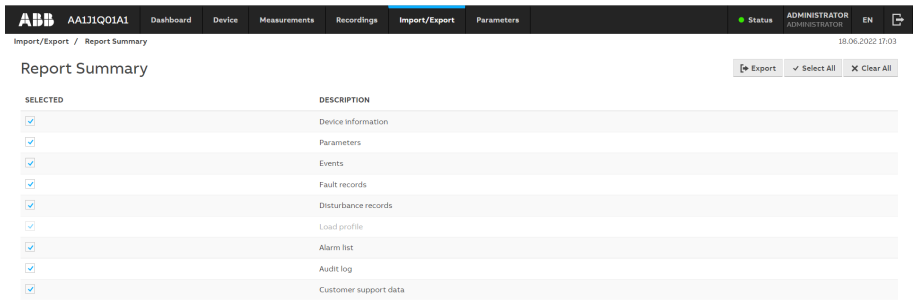 ABB AA1J1Q01A1 Dashboard Device Measurements Recordings Import/Export Parameters Status ADMINISTRATOR EN
ADMINISTRATOR
Import/Export / Report Summary 18.06.2022 17:03
Report Summary Export Select All Clear All
SELECTED DESCRIPTION
Device information
Parameters
Events
Fault records
Disturbance records
Load profile
Alarm list
Audit log
Customer support data